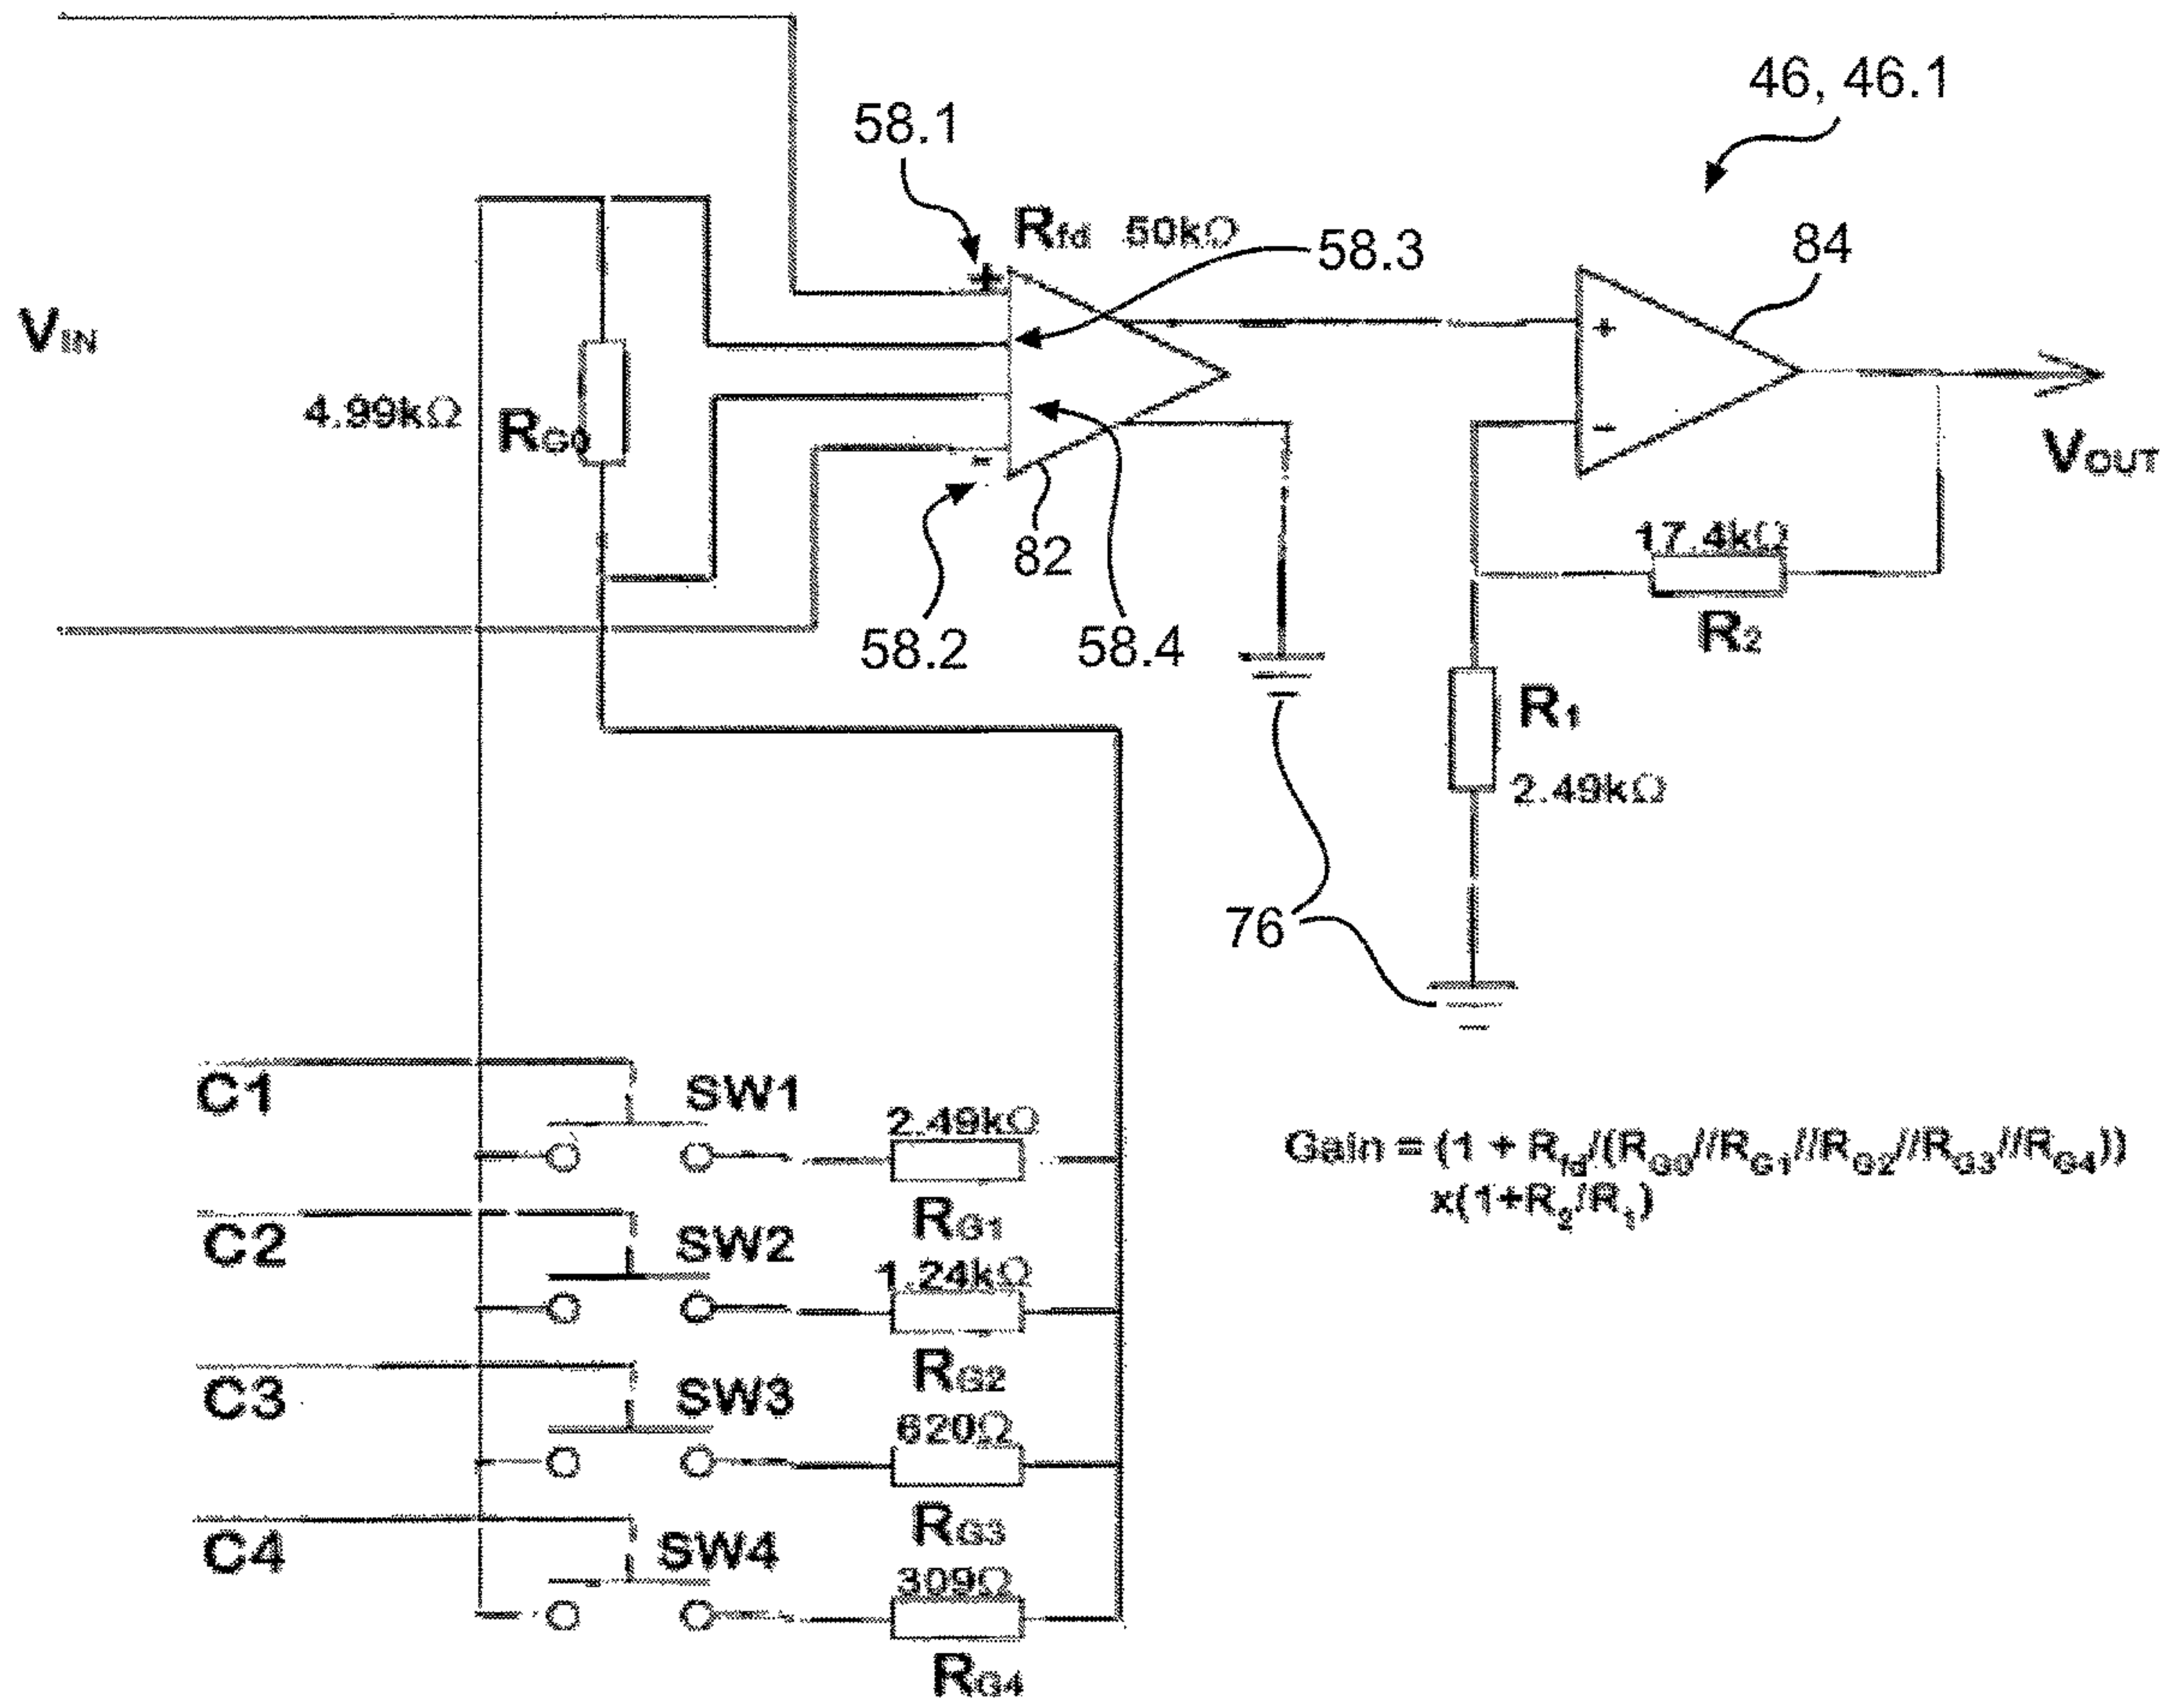 46, 46.1
58.1
Rfd 50kΩ
58.3
84
+
VIN
4.99kΩ
RG0
+
-
-
VOUT
82
17.4kΩ
R2
58.2
58.4
R1
2.49kΩ
76
C1
SW1
2.49kΩ
RG1
Gain = (1 + Rfd/(RG0//RG1//RG2//RG3//RG4))
x(1+R2/R1)
C2
SW2
1.24kΩ
RG2
C3
SW3
620Ω
RG3
C4
SW4
309Ω
RG4